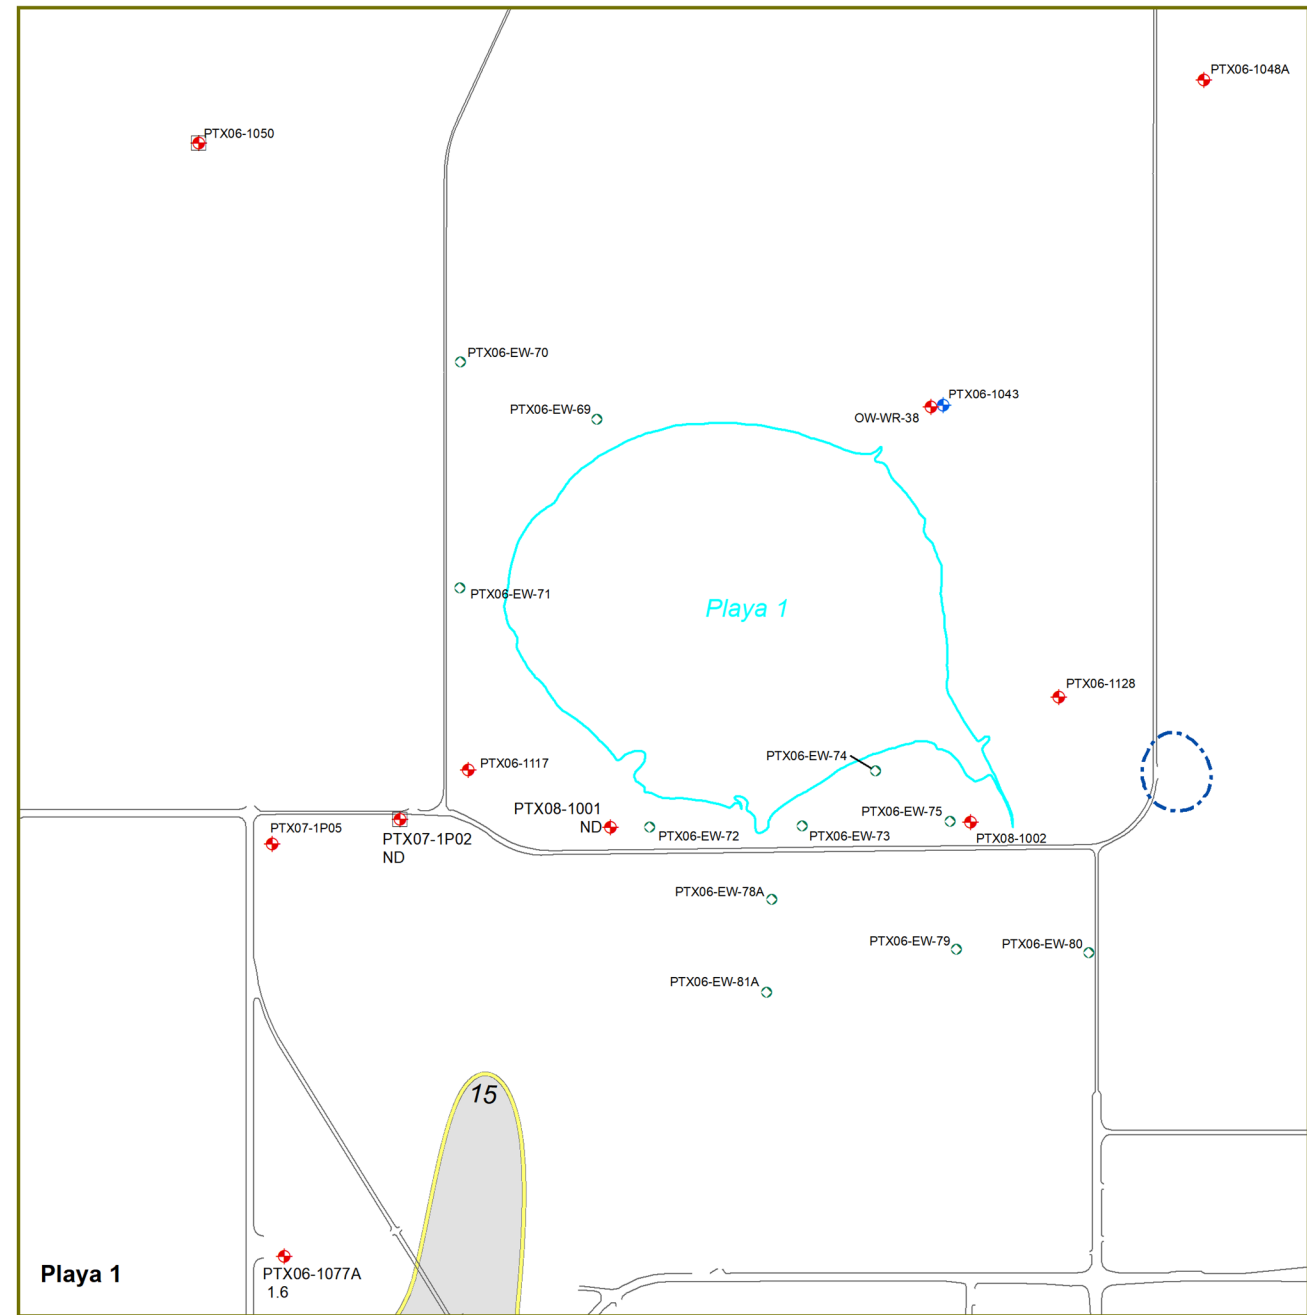 PTX06-1048A
PTX06-1050
PTX06-EW-70
PTX06-EW-69
PTX06-1043
OW-WR-38
PTX06-EW-71
Playa 1
PTX06-1128
PTX06-EW-74
PTX06-1117
PTX08-1001
ND
PTX06-EW-75
PTX07-1P05
PTX07-1P02
ND
PTX06-EW-72
PTX06-EW-73
PTX08-1002
PTX06-EW-78A
PTX06-EW-79
PTX06-EW-80
PTX06-EW-81A
15
Playa 1
PTX06-1077A
1.6